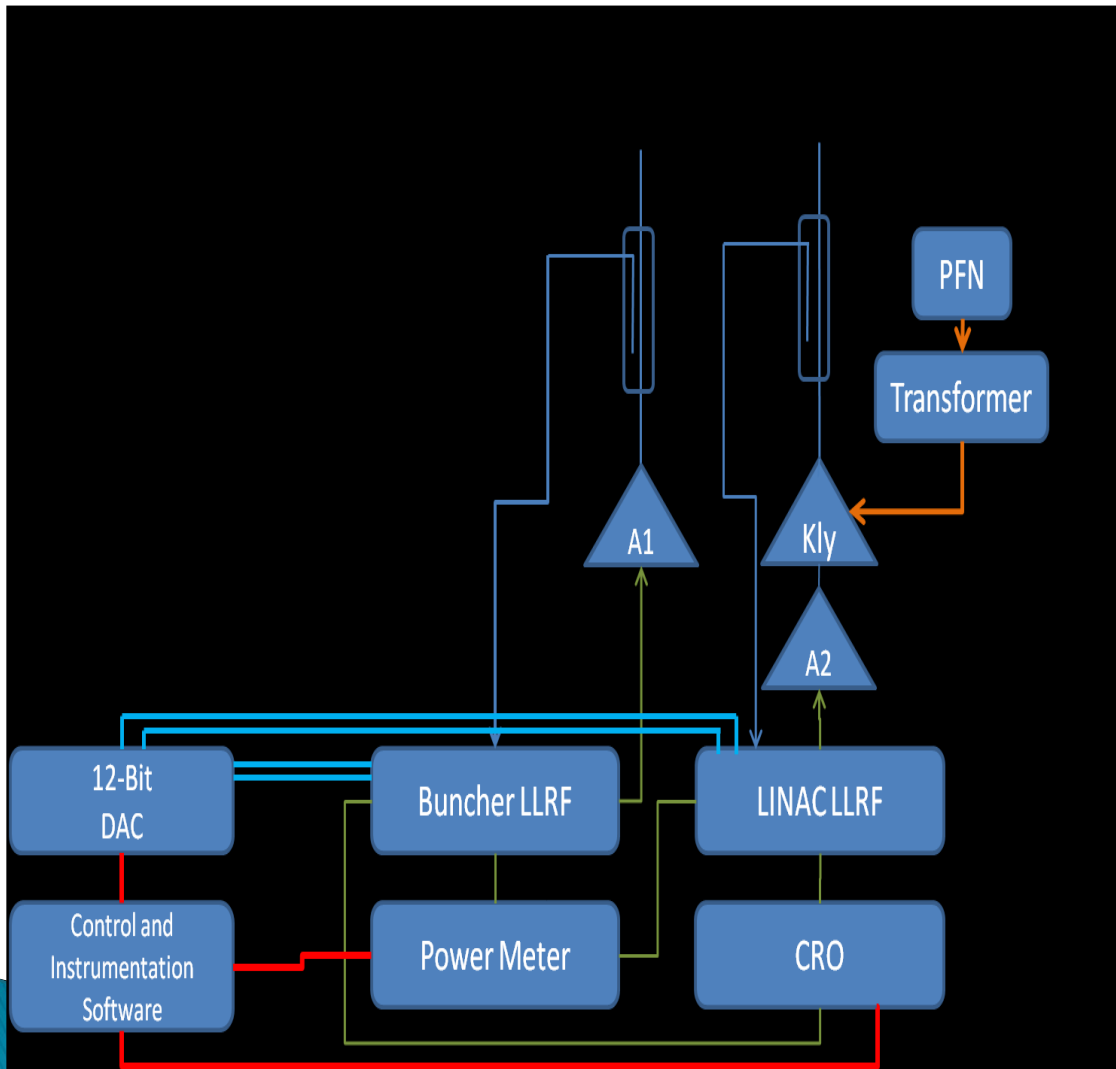 PFN
Transformer
A1
Kly
A2
12-Bit
DAC
Buncher LLRF
LINAC LLRF
Control and
Instrumentation
Software
Power Meter
CRO